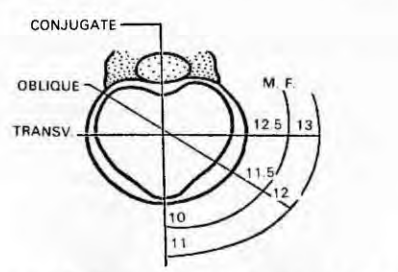 CONJUGATE
OBLIQUE
M. F.
TRANSV.
12.5 13
11.5
12
10
11